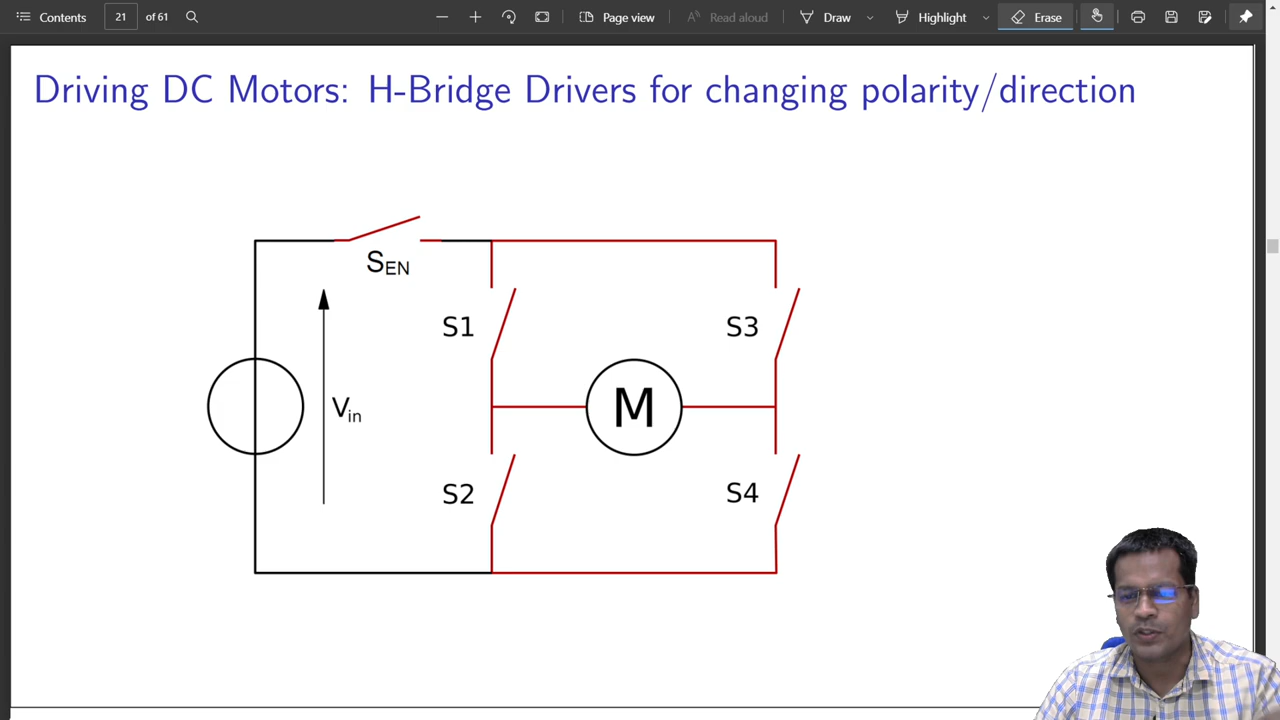 Contents
21
of 61
Page view
Read aloud
Draw
Highlight
Erase
Driving DC Motors: H-Bridge Drivers for changing polarity/direction
SEN
S1
S3
Vin
M
S2
S4